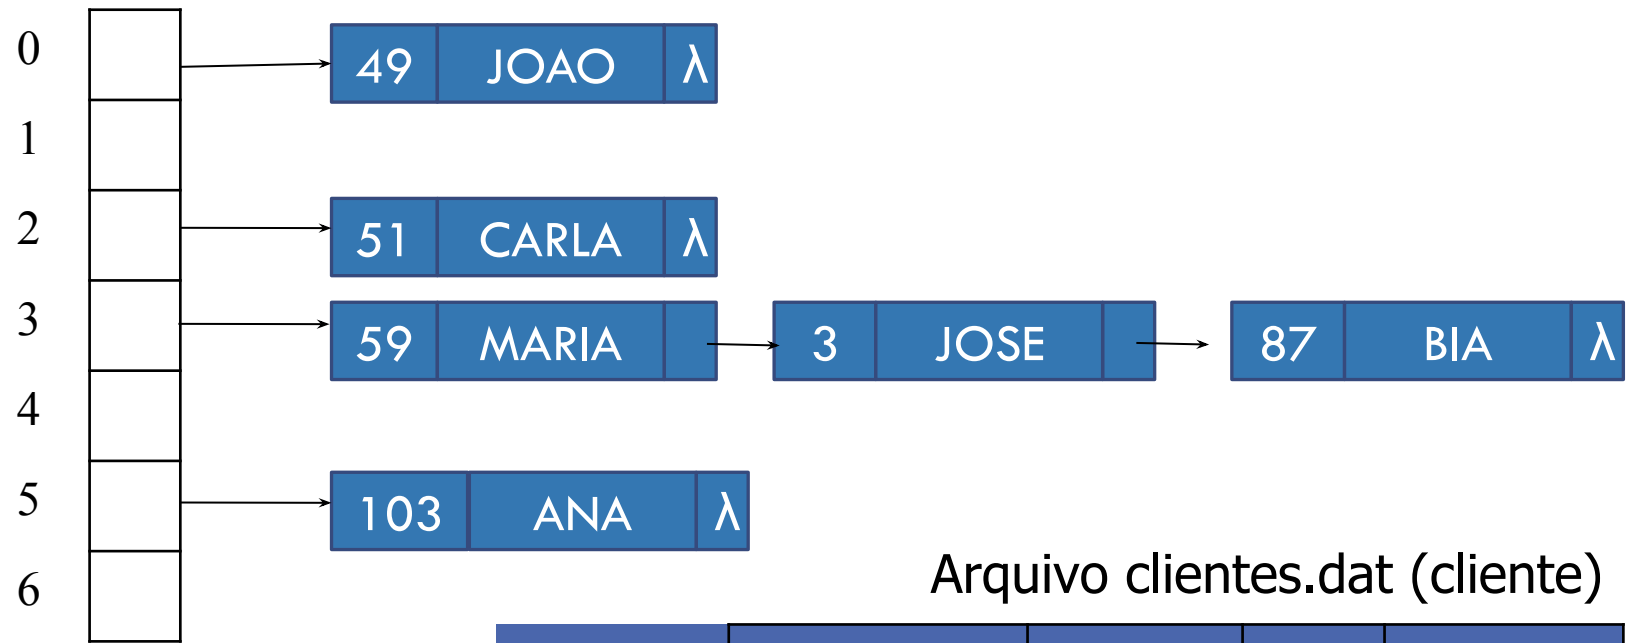 0 49 JOAO λ
1
2 51 CARLA λ
3 59 MARIA 3 JOSE 87 BIA λ
4
5 103 ANA λ
6
Arquivo clientes.dat (cliente)